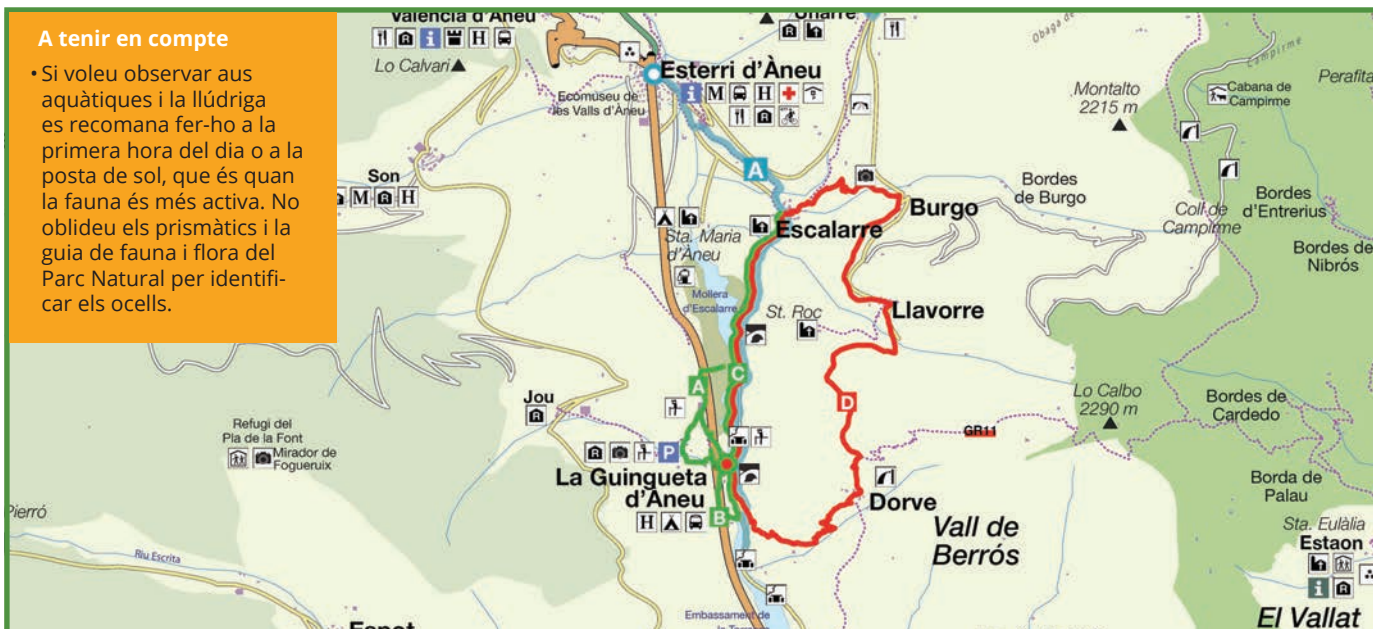 A tenir en compte
• Si voleu observar aus
aquàtiques i la llúdriga
es recomana fer-ho a la
primera hora del dia o a la
posta de sol, que és quan
la fauna és més activa. No
oblideu els prismàtics i la
guia de fauna i flora del
Parc Natural per identifi-
car els ocells.
València d'Àneu
i
H
Lo Calvari
Unarre
Obaga de
Campirme
Esterri d'Àneu
i M H
Ecomuseu de
les Valls d'Àneu
Montalto
2215 m
Cabana de
Campirme
Perafita
Son
M H
A
Bordes
de Burgo
Burgo
Coll de
Campirme
Bordes
d'Entrerius
Bordes de
Nibrós
Escalarre
Sta. Maria
d'Àneu
Mollera
d'Escalarre
St. Roc
Llavorre
A
C
D
Jou
Lo Calbo
2290 m
Bordes de
Cardedo
GR11
Refugi del
Pla de la Font
Mirador de
Fogueruix
P
La Guingueta
d'Àneu
H
B
Dorve
Borda de
Palau
Vall de
Berrós
Sta. Eulàlia
Estaon
i
Pierró
Riu Escrita
Embassament de
la Torrassa
Espot
El Vallat